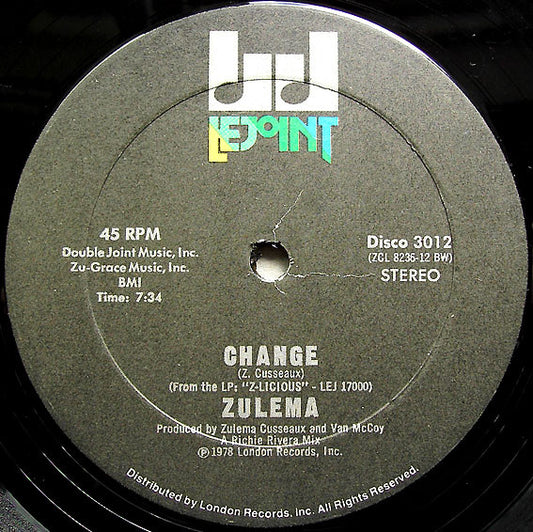 LEJOINT
45 RPM
Double Joint Music, Inc.
Zu-Grace Music, Inc.
BMI
Time: 7:34
Disco 3012
(ZCL 8236-12 BW)
STEREO
CHANGE
(Z. Cusseaux)
(From the LP: "Z-LICIOUS" - LEJ 17000)
ZULEMA
Produced by Zulema Cusseaux and Van McCoy
A Richie Rivera Mix
℗ 1978 London Records, Inc.
Distributed by London Records, Inc. All Rights Reserved.